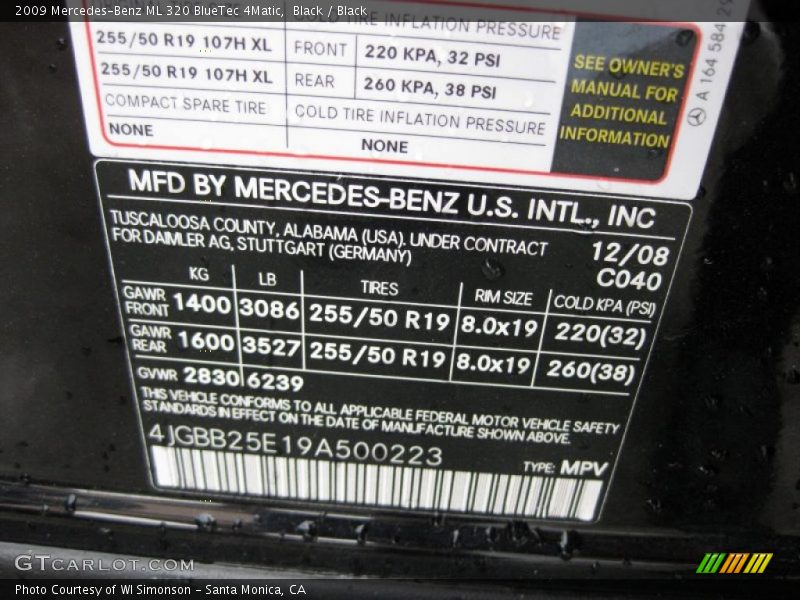 2009 Mercedes-Benz ML 320 BlueTec 4Matic, Black / Black
COLD TIRE INFLATION PRESSURE
255/50 R19 107H XL FRONT 220 KPA, 32 PSI
255/50 R19 107H XL REAR 260 KPA, 38 PSI
COMPACT SPARE TIRE COLD TIRE INFLATION PRESSURE
NONE NONE
SEE OWNER'S
MANUAL FOR
ADDITIONAL
INFORMATION
A 164 584
MFD BY MERCEDES-BENZ U.S. INTL., INC
TUSCALOOSA COUNTY, ALABAMA (USA). UNDER CONTRACT
FOR DAIMLER AG, STUTTGART (GERMANY)
12/08
C040
KG LB TIRES RIM SIZE COLD KPA (PSI)
GAWR
FRONT 1400 3086 255/50 R19 8.0x19 220(32)
GAWR
REAR 1600 3527 255/50 R19 8.0x19 260(38)
GVWR 2830 6239
THIS VEHICLE CONFORMS TO ALL APPLICABLE FEDERAL MOTOR VEHICLE SAFETY
STANDARDS IN EFFECT ON THE DATE OF MANUFACTURE SHOWN ABOVE.
4JGBB25E19A500223
TYPE: MPV
GTCARLOT.COM
Photo Courtesy of WI Simonson - Santa Monica, CA